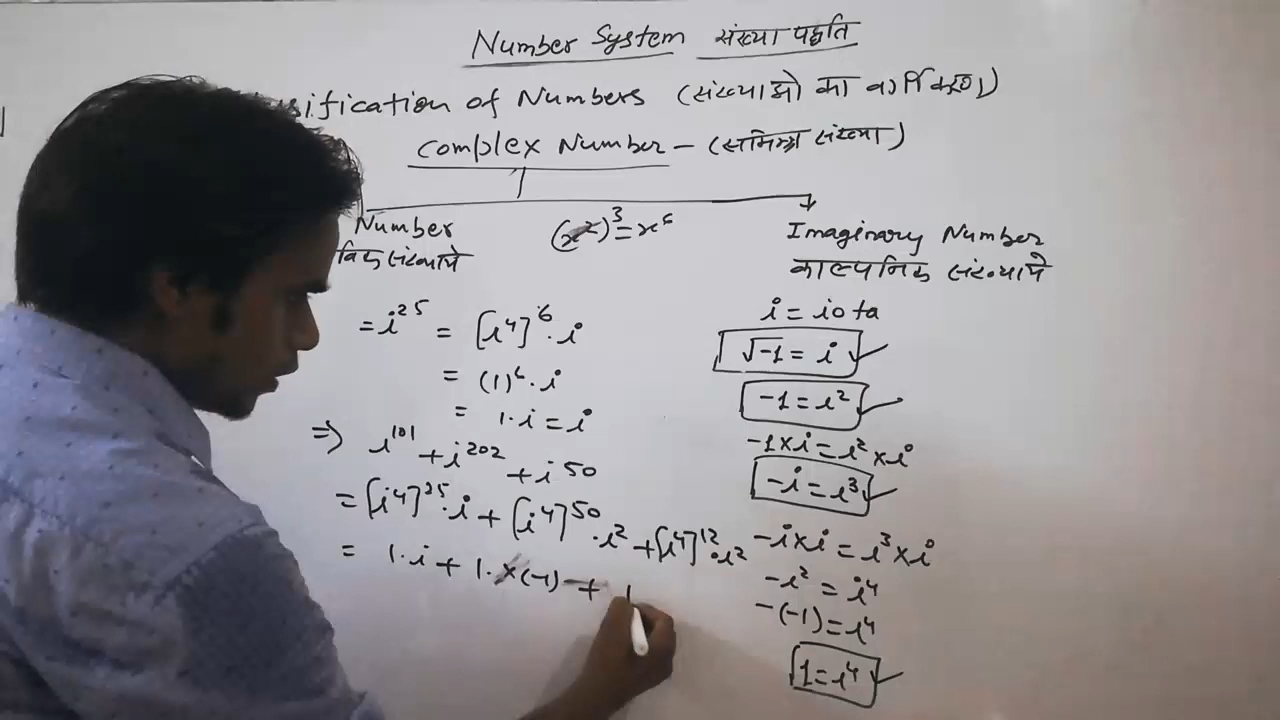 Number System संख्या पद्धति
sification of Numbers (संख्याओ का वर्गिकरण)
Complex Number - (सम्मिश्र संख्या)
Number
विक संख्याये
(x²)³ = x⁶
Imaginary Number
काल्पनिक संख्याये
= i²⁵ = [i⁴]⁶ · i
= (1)⁶ · i
= 1 · i = i
⇒ i¹⁰¹ + i²⁰² + i⁵⁰
= [i⁴]²⁵ · i + [i⁴]⁵⁰ · i² + [i⁴]¹² · i²
= 1 · i + 1 · × (-1) + 1
i = iota
√-1 = i
-1 = i²
-1 × i = i² × i
-i = i³
-i × i = i³ × i
-i² = i⁴
-(-1) = i⁴
1 = i⁴